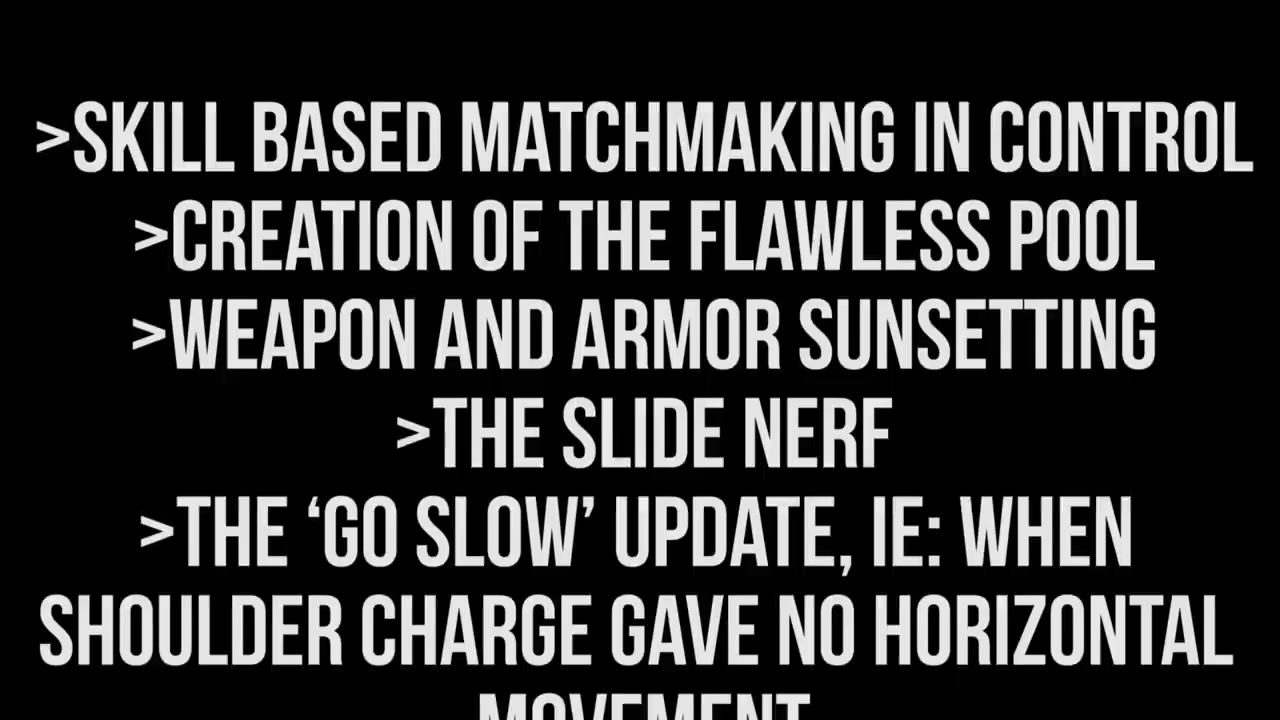 >SKILL BASED MATCHMAKING IN CONTROL
>CREATION OF THE FLAWLESS POOL
>WEAPON AND ARMOR SUNSETTING
>THE SLIDE NERF
>THE ‘GO SLOW’ UPDATE, IE: WHEN
SHOULDER CHARGE GAVE NO HORIZONTAL
MOVEMENT